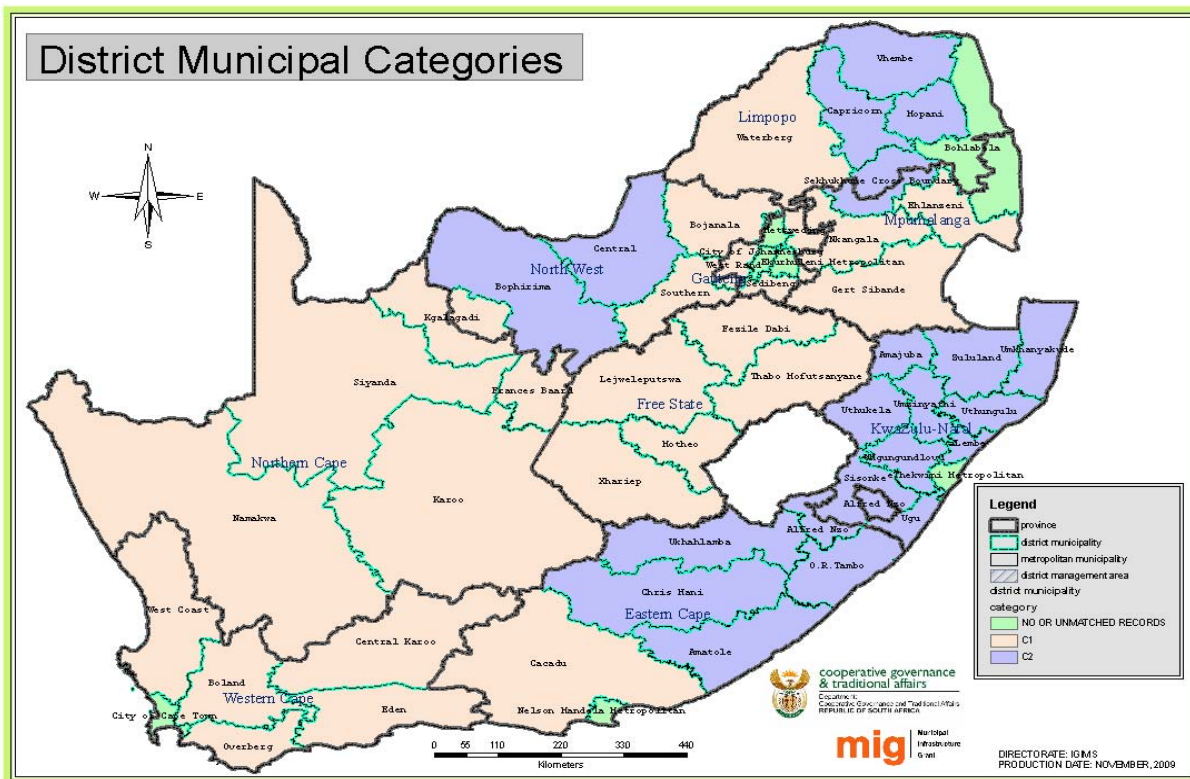 District Municipal Categories
N
W
E
S
Vhembe
Capricorn
Mopani
Limpopo
Waterberg
Bohlabela
Sekhukhune Cross Boundary
Ehlanzeni
Mpumalanga
Bojanala
Metsweding
Nkangala
Central
City of Johannesburg
West Rand
Ekurhuleni Metropolitan
North West
Gauteng
Sedibeng
Bophirima
Southern
Gert Sibande
Kgalagadi
Fezile Dabi
Amajuba
Zululand
UmKhanyakude
Siyanda
Frances Baard
Lejweleputswa
Thabo Mofutsanyane
Free State
Umzinyathi
Uthukela
Uthungulu
KwaZulu-Natal
Motheo
iLembe
UMgungundlovu
Northern Cape
eThekwini Metropolitan
Sisonke
Xhariep
Karoo
Alfred Nzo
Namakwa
Ugu
Alfred Nzo
Ukhahlamba
O.R.Tambo
Chris Hani
West Coast
Eastern Cape
Central Karoo
Amatole
Cacadu
Boland
Western Cape
Eden
City of Cape Town
Nelson Mandela Metropolitan
Overberg
0 55 110 220 330 440
Kilometers
Legend
province
district municipality
metropolitan municipality
district management area
district municipality
category
NO OR UNMATCHED RECORDS
C1
C2
cooperative governance
& traditional affairs
Department:
Cooperative Governance and Traditional Affairs
REPUBLIC OF SOUTH AFRICA
mig
Municipal
Infrastructure
Grant
DIRECTORATE: IGIMS
PRODUCTION DATE: NOVEMBER, 2009